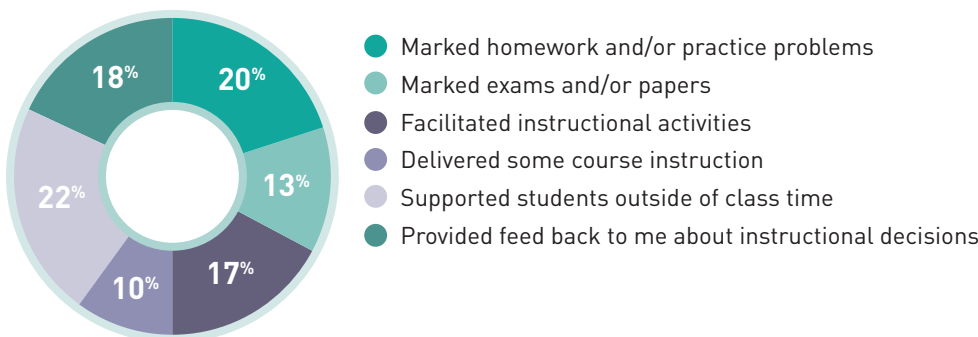 18%
20%
22%
13%
10%
17%
Marked homework and/or practice problems
Marked exams and/or papers
Facilitated instructional activities
Delivered some course instruction
Supported students outside of class time
Provided feed back to me about instructional decisions